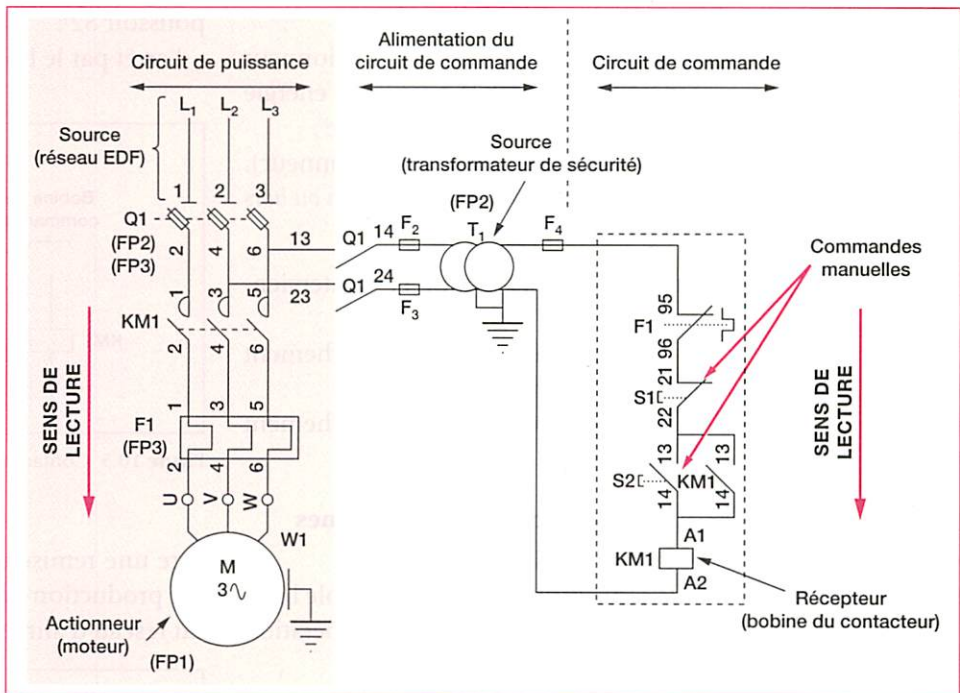 Circuit de puissance
Alimentation du
circuit de commande
Circuit de commande
L1 L2 L3
Source
(réseau EDF)
1 2 3
Q1
(FP2)
(FP3)
2 4 6
13
23
1 3 5
KM1
2 4 6
1 3 5
F1
(FP3)
2 4 6
U V W
W1
M
3
Actionneur
(moteur)
(FP1)
SENS DE
LECTURE
Source
(transformateur de sécurité)
(FP2)
T1
Q1 14 F2
Q1 24
F3
F4
Commandes
manuelles
95
F1
96
21
S1
22
13 13
S2 KM1
14 14
A1
KM1
A2
Récepteur
(bobine du contacteur)
SENS DE
LECTURE